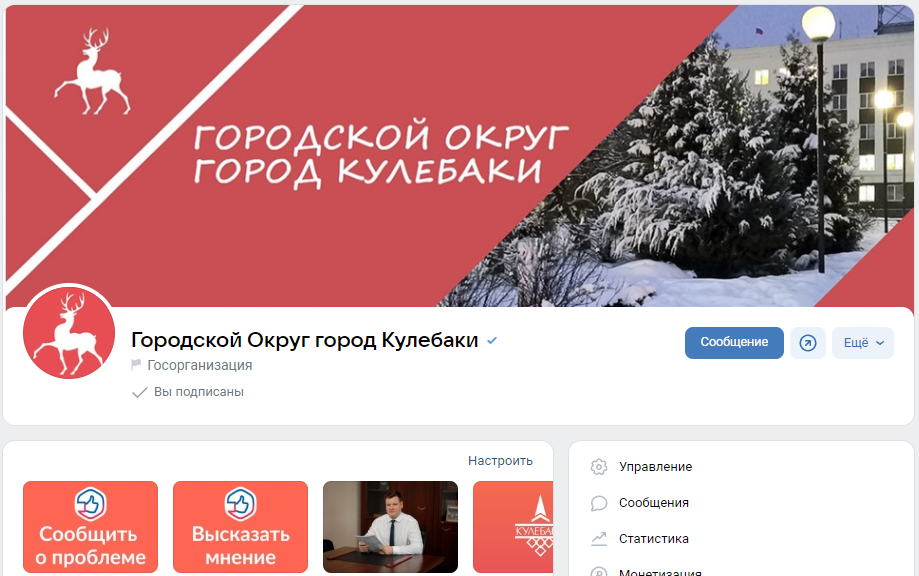 ГОРОДСКОЙ ОКРУГ
ГОРОД КУЛЕБАКИ
Городской Округ город Кулебаки
Госорганизация
Вы подписаны
Сообщение
Ещё
Настроить
Сообщить
о проблеме
Высказать
мнение
Управление
Сообщения
Статистика
Монетизация